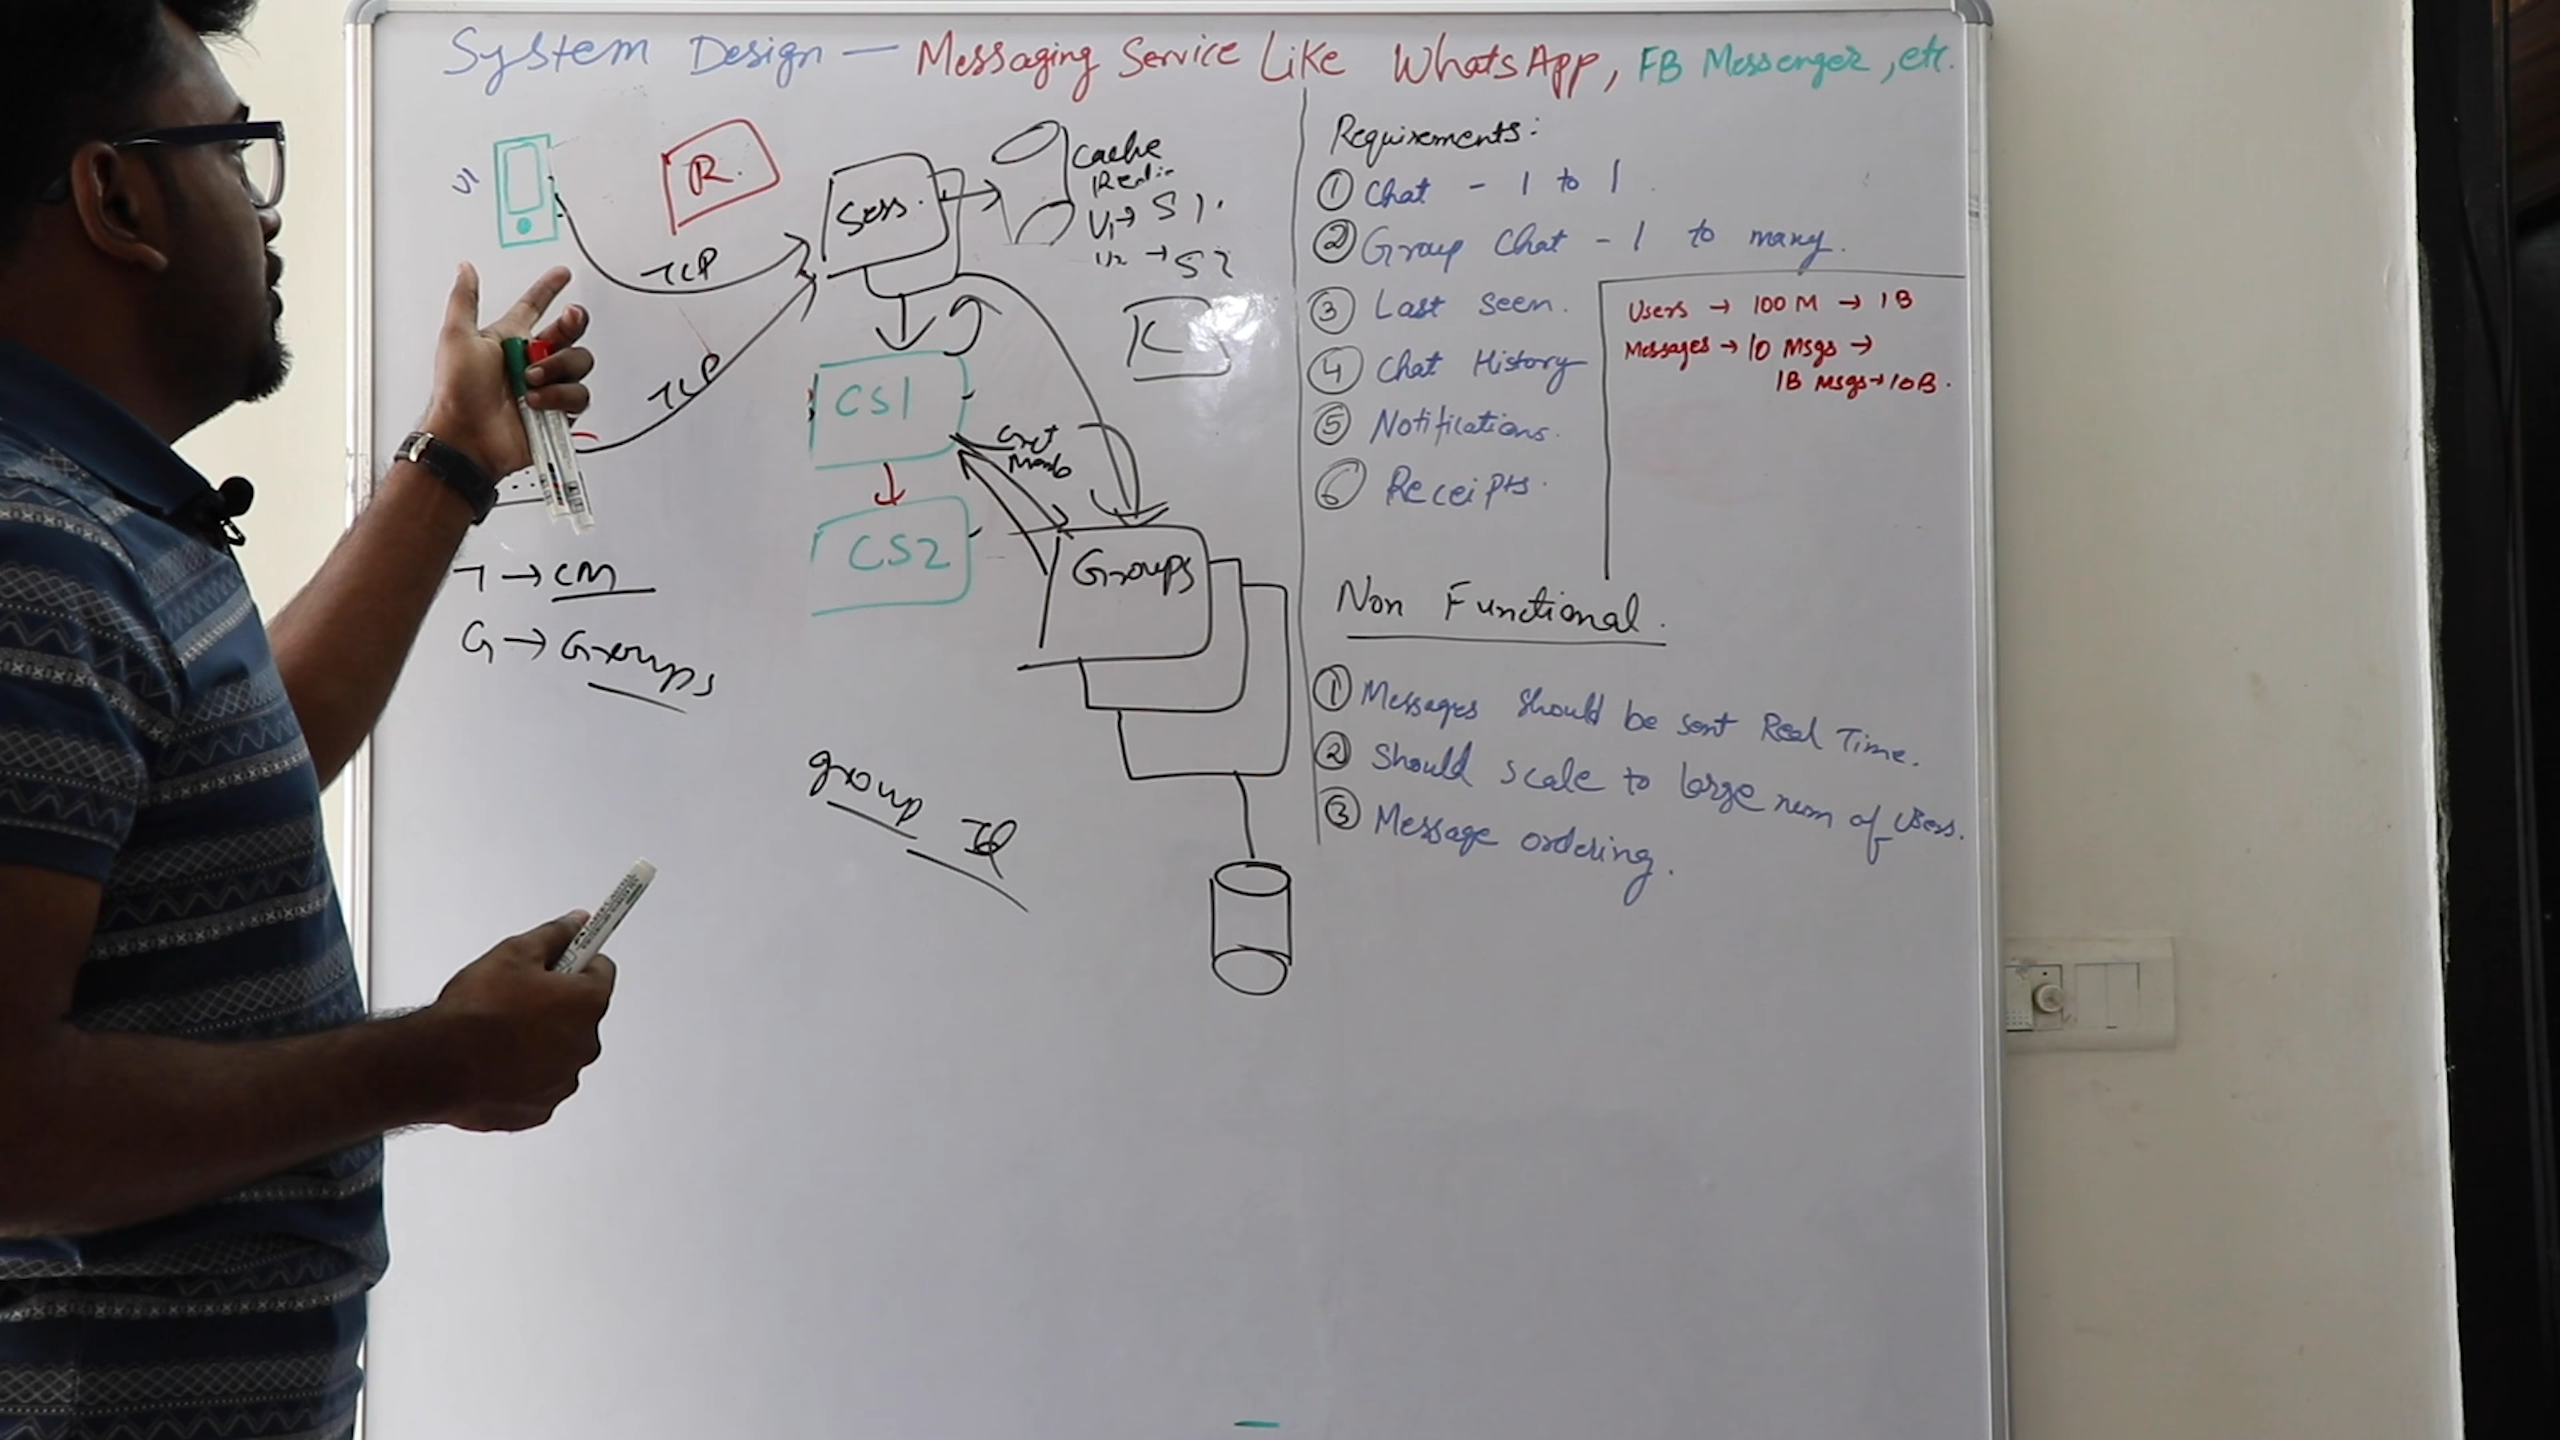 System Design — Messaging Service Like WhatsApp, FB Messenger, etc.
U1
R.
TCP
TCP
Sess.
Cache
U1→ S1.
U2 → S2
K
CS1
CS2
Get
Groups
1 → CM
G → Groups
group Id
Requirements:
① Chat - 1 to 1
② Group Chat - 1 to many.
③ Last Seen.
④ Chat History
⑤ Notifications.
⑥ Receipts.
Users → 100 M → 1B
Messages → 10 Msgs →
1B Msgs → 10B.
Non Functional.
① Messages should be sent Real Time.
② Should scale to large num of Users.
③ Message ordering.